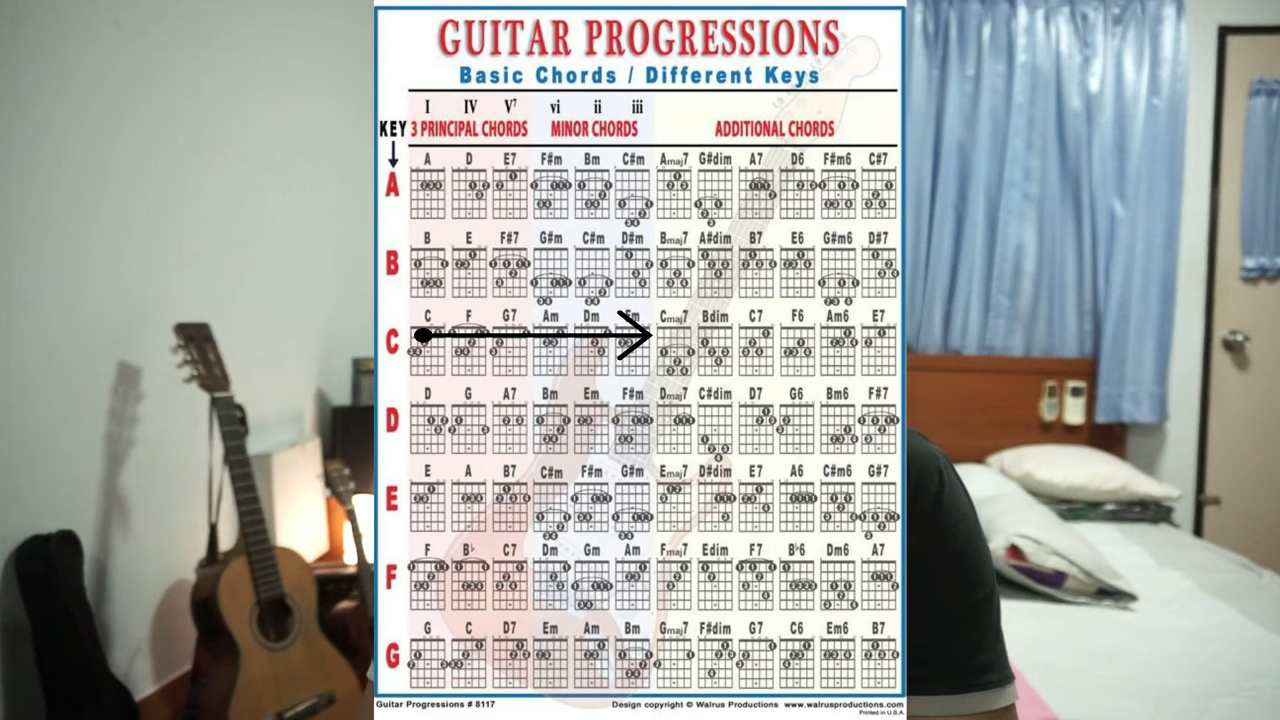 GUITAR PROGRESSIONS
Basic Chords / Different Keys
I IV V7 vi ii iii
KEY 3 PRINCIPAL CHORDS MINOR CHORDS ADDITIONAL CHORDS
A D E7 F#m Bm C#m Amaj7 G#dim A7 D6 F#m6 C#7
A
B E F#7 G#m C#m D#m Bmaj7 A#dim B7 E6 G#m6 D#7
B
C F G7 Am Dm Em Cmaj7 Bdim C7 F6 Am6 E7
C
D G A7 Bm Em F#m Dmaj7 C#dim D7 G6 Bm6 F#7
D
E A B7 C#m F#m G#m Emaj7 D#dim E7 A6 C#m6 G#7
E
F B♭ C7 Dm Gm Am Fmaj7 Edim F7 B♭6 Dm6 A7
F
G C D7 Em Am Bm Gmaj7 F#dim G7 C6 Em6 B7
G
Guitar Progressions # 8117 Design copyright © Walrus Productions www.walrusproductions.com
Printed in U.S.A.